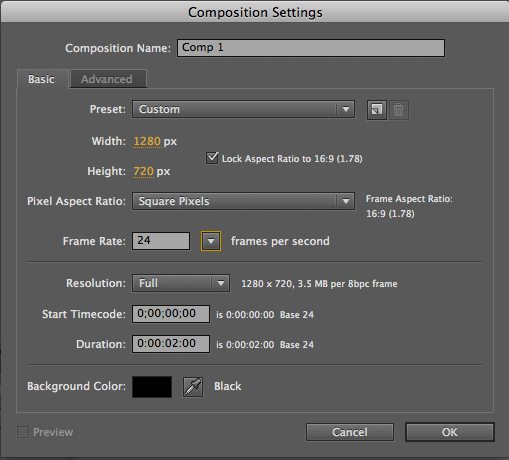 Composition Settings
Composition Name: Comp 1
Basic Advanced
Preset: Custom
Width: 1280 px
Lock Aspect Ratio to 16:9 (1.78)
Height: 720 px
Pixel Aspect Ratio: Square Pixels
Frame Aspect Ratio:
16:9 (1.78)
Frame Rate: 24 frames per second
Resolution: Full 1280 x 720, 3.5 MB per 8bpc frame
Start Timecode: 0;00;00;00 is 0:00:00:00 Base 24
Duration: 0:00:02:00 is 0:00:02:00 Base 24
Background Color: Black
Preview Cancel OK